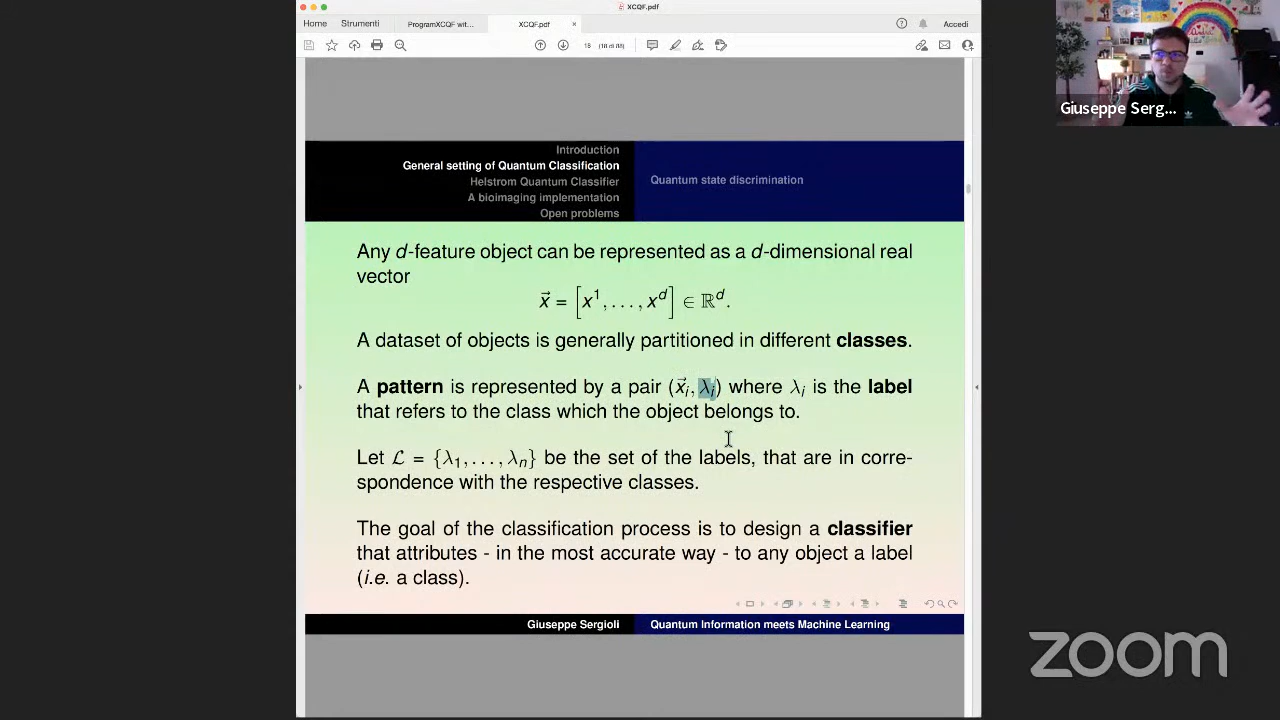 XCQF.pdf
Home Strumenti ProgramXCQF wit... XCQF.pdf × Accedi
18 (18 di 88)
Giuseppe Serg...
Introduction
General setting of Quantum Classification
Helstrom Quantum Classifier
A bioimaging implementation
Open problems
Quantum state discrimination
Any d-feature object can be represented as a d-dimensional real
vector
x⃗ = [x¹, . . . , xᵈ] ∈ ℝᵈ.
A dataset of objects is generally partitioned in different classes.
A pattern is represented by a pair (x⃗ᵢ, λᵢ) where λᵢ is the label
that refers to the class which the object belongs to.
Let ℒ = {λ₁, . . . , λₙ} be the set of the labels, that are in corre-
spondence with the respective classes.
The goal of the classification process is to design a classifier
that attributes - in the most accurate way - to any object a label
(i.e. a class).
Giuseppe Sergioli Quantum Information meets Machine Learning
zoom